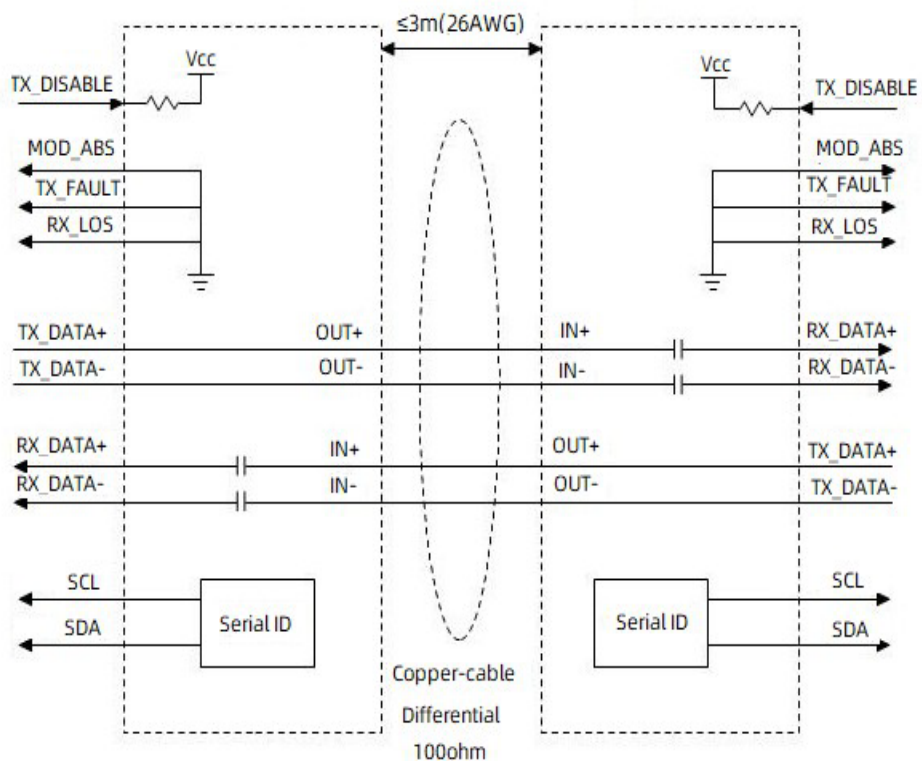 ≤3m(26AWG)
Vcc
Vcc
TX_DISABLE
TX_DISABLE
MOD_ABS
MOD_ABS
TX_FAULT
TX_FAULT
RX_LOS
RX_LOS
TX_DATA+
OUT+
IN+
RX_DATA+
TX_DATA-
OUT-
IN-
RX_DATA-
RX_DATA+
IN+
OUT+
TX_DATA+
RX_DATA-
IN-
OUT-
TX_DATA-
SCL
SCL
Serial ID
Serial ID
SDA
SDA
Copper-cable
Differential
100ohm